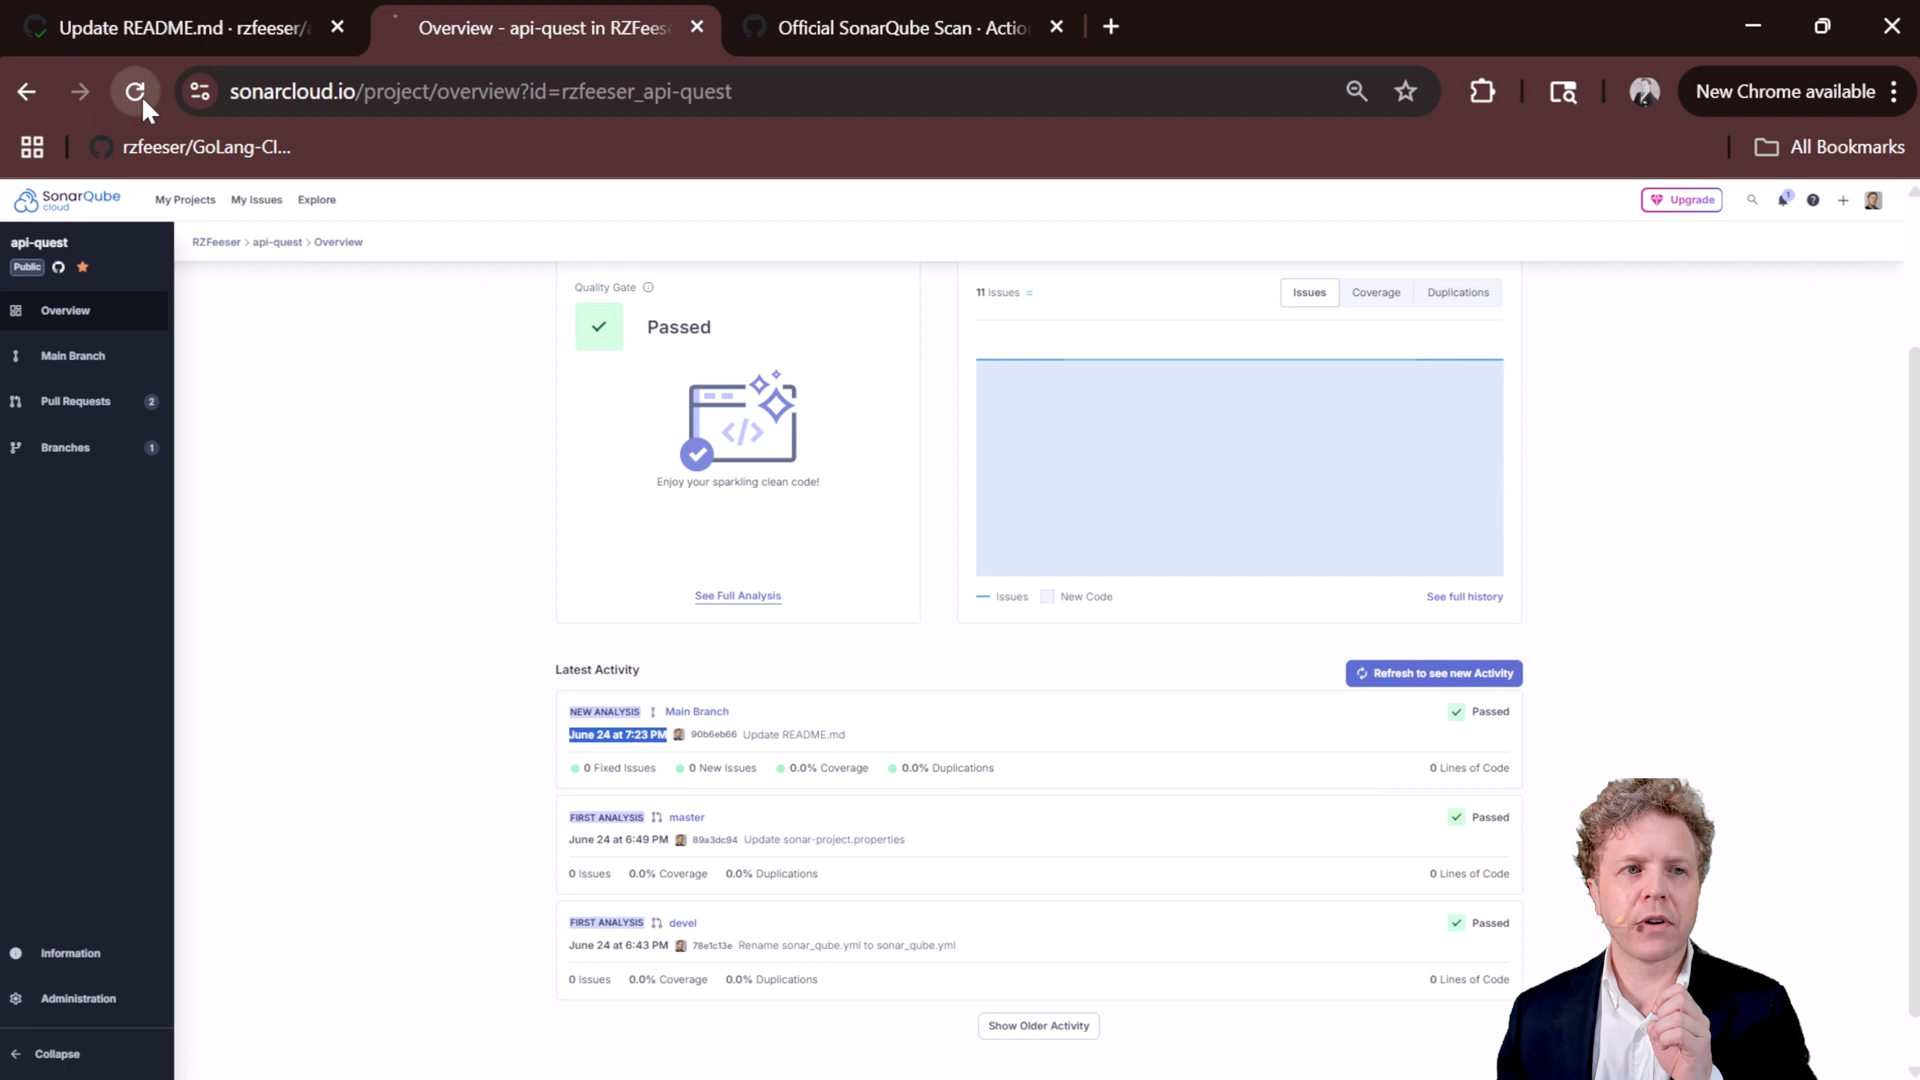 Update README.md · rzfeeser/a
Overview - api-quest in RZFees
Official SonarQube Scan · Actio
sonarcloud.io/project/overview?id=rzfeeser_api-quest
New Chrome available
rzfeeser/GoLang-Cl...
All Bookmarks
SonarQube cloud
My Projects
My Issues
Explore
Upgrade
1
api-quest
Public
RZFeeser > api-quest > Overview
Overview
Main Branch
Pull Requests 2
Branches 1
Information
Administration
Collapse
Quality Gate
Passed
Enjoy your sparkling clean code!
See Full Analysis
11 Issues =
Issues
Coverage
Duplications
Issues
New Code
See full history
Latest Activity
Refresh to see new Activity
NEW ANALYSIS Main Branch
Passed
June 24 at 7:23 PM 90b6eb66 Update README.md
0 Fixed Issues 0 New Issues 0.0% Coverage 0.0% Duplications
0 Lines of Code
FIRST ANALYSIS master
Passed
June 24 at 6:49 PM 89a3dc94 Update sonar-project.properties
0 Issues 0.0% Coverage 0.0% Duplications
0 Lines of Code
FIRST ANALYSIS devel
Passed
June 24 at 6:43 PM 78e1c13e Rename sonar_qube.yml to sonar_qube.yml
0 Issues 0.0% Coverage 0.0% Duplications
0 Lines of Code
Show Older Activity